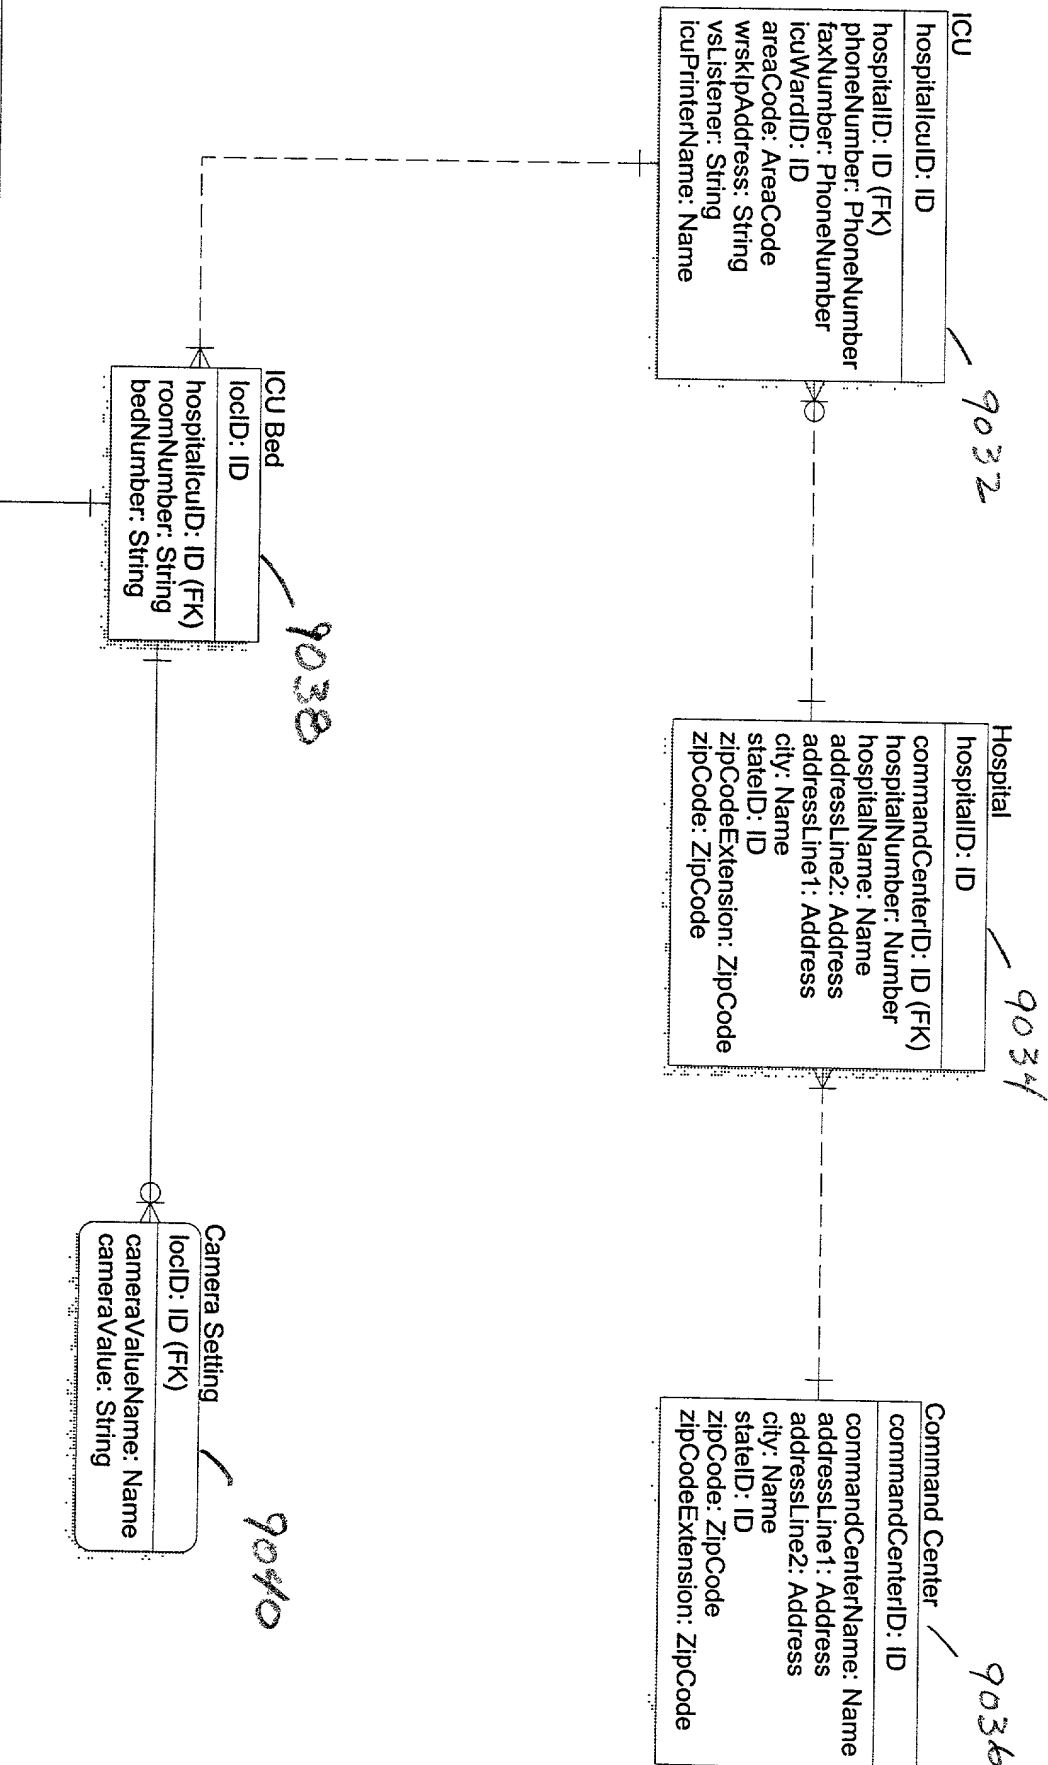 ICU
hospitalIcuID: ID
hospitalID: ID (FK)
phoneNumber: PhoneNumber
faxNumber: PhoneNumber
icuWardID: ID
areaCode: AreaCode
wrskIpAddress: String
vsListener: String
icuPrinterName: Name
9032
Hospital
hospitalID: ID
commandCenterID: ID (FK)
hospitalNumber: Number
hospitalName: Name
addressLine2: Address
addressLine1: Address
city: Name
stateID: ID
zipCodeExtension: ZipCode
zipCode: ZipCode
9034
Command Center
commandCenterID: ID
commandCenterName: Name
addressLine1: Address
addressLine2: Address
city: Name
stateID: ID
zipCode: ZipCode
zipCodeExtension: ZipCode
9036
ICU Bed
locID: ID
hospitalIcuID: ID (FK)
roomNumber: String
bedNumber: String
9038
Camera Setting
locID: ID (FK)
cameraValueName: Name
cameraValue: String
9040